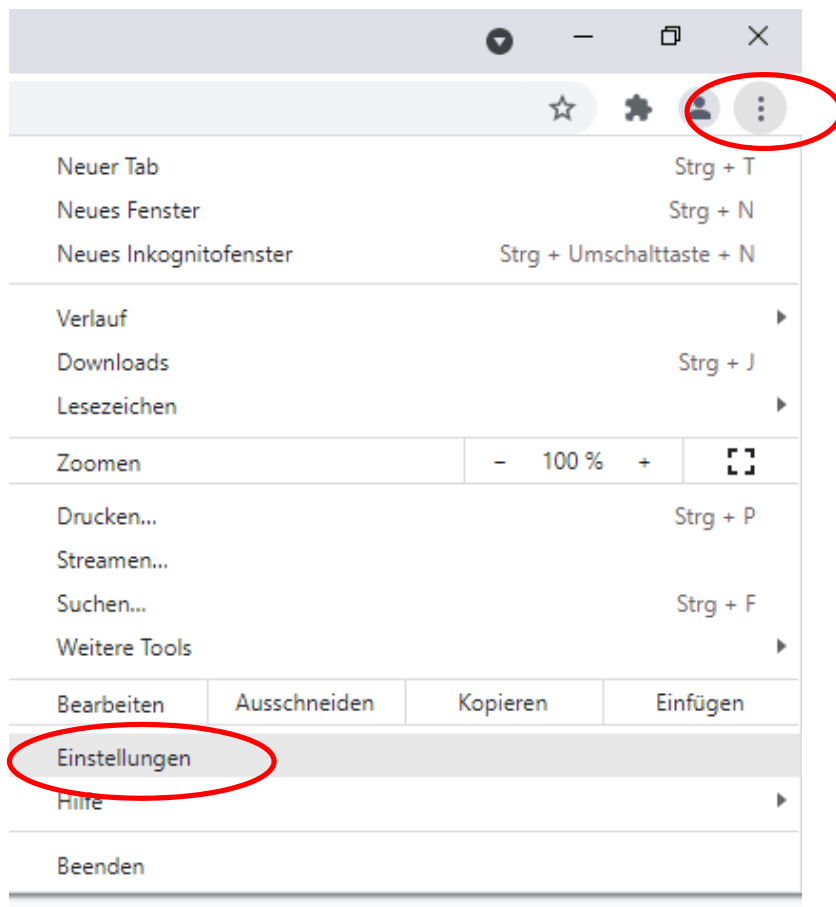 Neuer Tab Strg + T
Neues Fenster Strg + N
Neues Inkognitofenster Strg + Umschalttaste + N
Verlauf
Downloads Strg + J
Lesezeichen
Zoomen - 100 % +
Drucken... Strg + P
Streamen...
Suchen... Strg + F
Weitere Tools
Bearbeiten Ausschneiden Kopieren Einfügen
Einstellungen
Hilfe
Beenden